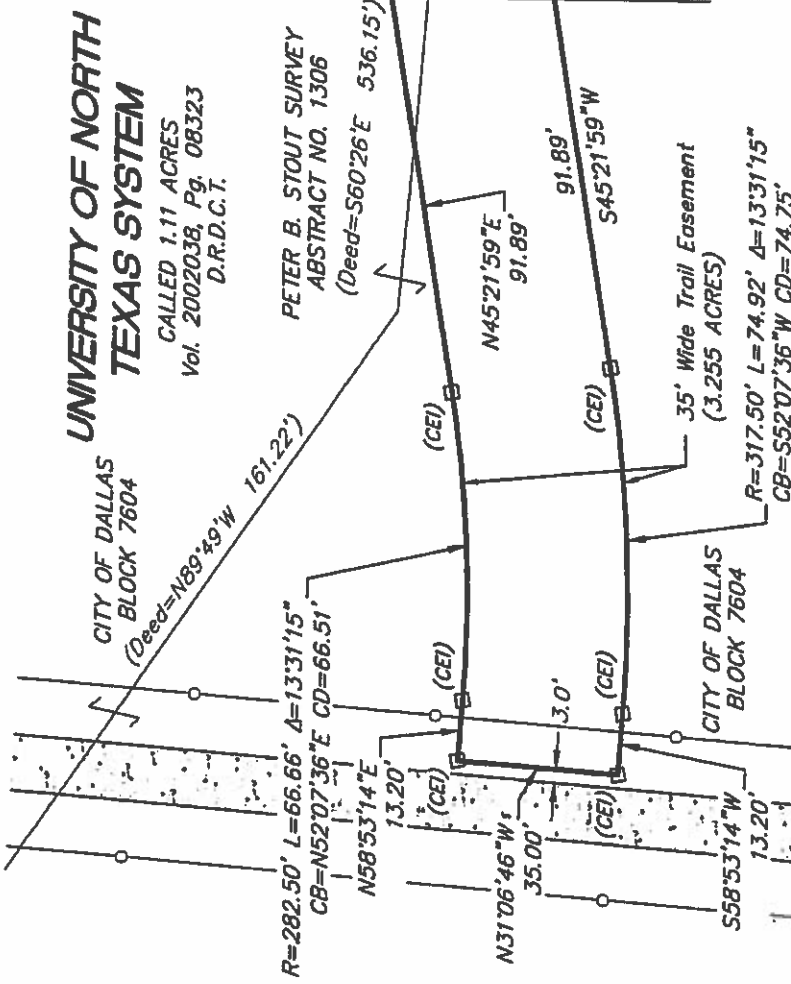 UNIVERSITY OF NORTH
TEXAS SYSTEM
CALLED 1.11 ACRES
Vol. 2002038, Pg. 08323
D.R.D.C.T.
CITY OF DALLAS
BLOCK 7604
(Deed=N89°49'W 161.22')
PETER B. STOUT SURVEY
ABSTRACT NO. 1306
(Deed=S60°26'E 536.15')
N45°21'59"E
91.89'
91.89'
S45°21'59"W
R=282.50' L=66.66' Δ=13°31'15"
CB=N52°07'36"E CD=66.51'
(CEI)
(CEI)
N58°53'14"E
13.20'
(CEI)
3.0'
N31°06'46"W
35.00'
(CEI)
(CEI)
(CEI)
35' Wide Trail Easement
(3.255 ACRES)
R=317.50' L=74.92' Δ=13°31'15"
CB=S52°07'36"W CD=74.75'
CITY OF DALLAS
BLOCK 7604
S58°53'14"W
13.20'